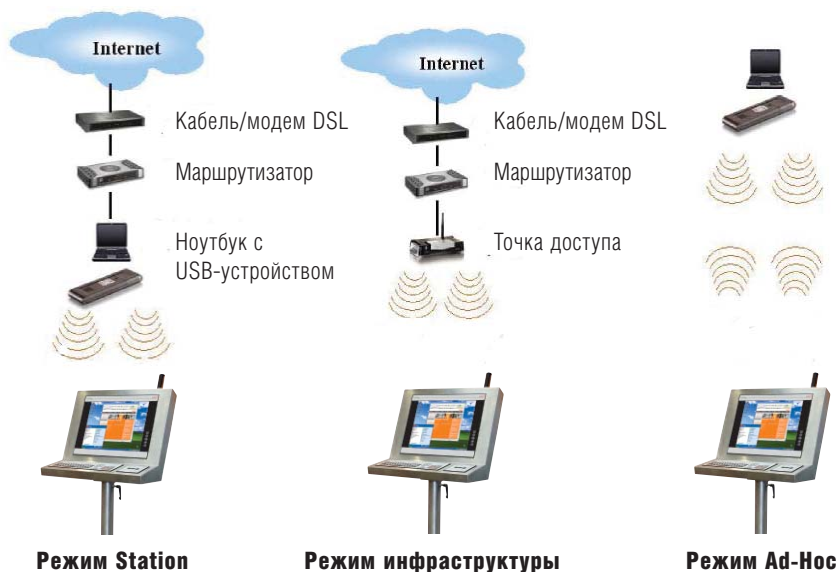 Internet
Кабель/модем DSL
Маршрутизатор
Ноутбук с
USB-устройством
Режим Station
Internet
Кабель/модем DSL
Маршрутизатор
Точка доступа
Режим инфраструктуры
Режим Ad-Hoc